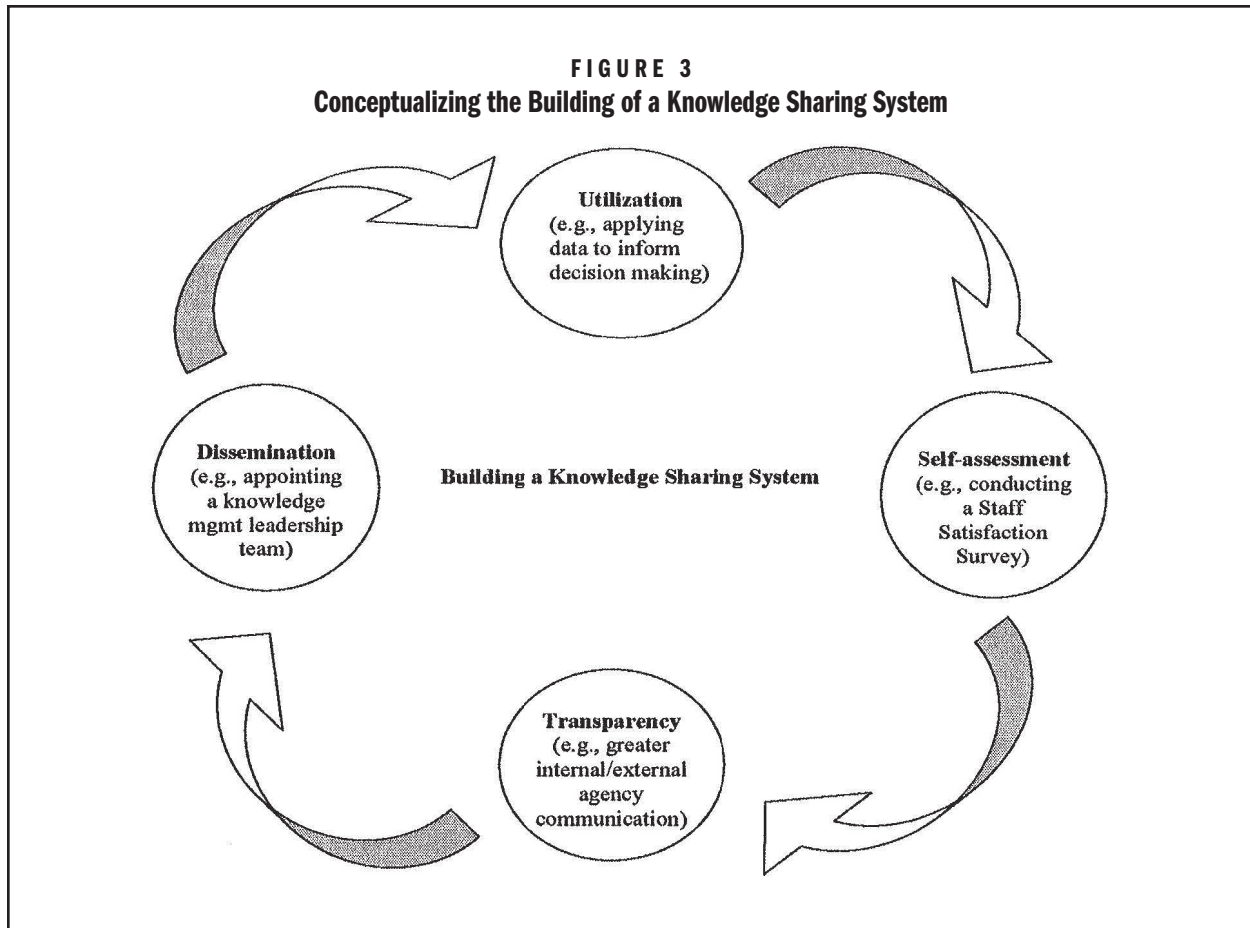 FIGURE 3
Conceptualizing the Building of a Knowledge Sharing System
Utilization
(e.g., applying
data to inform
decision making)
Dissemination
(e.g., appointing
a knowledge
mgmt leadership
team)
Building a Knowledge Sharing System
Self-assessment
(e.g., conducting
a Staff
Satisfaction
Survey)
Transparency
(e.g., greater
internal/external
agency
communication)